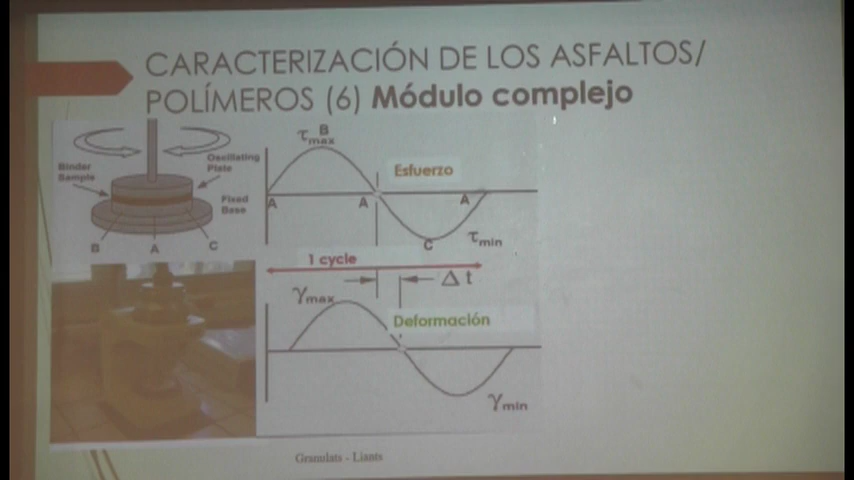 CARACTERIZACIÓN DE LOS ASFALTOS/
POLÍMEROS (6) Módulo complejo
Binder
Sample
Oscillating
Plate
Fixed
Base
B
A
C
τmax
B
Esfuerzo
A
A
A
C
τmin
1 cycle
Δt
γmax
Deformación
γmin
Granulats - Liants